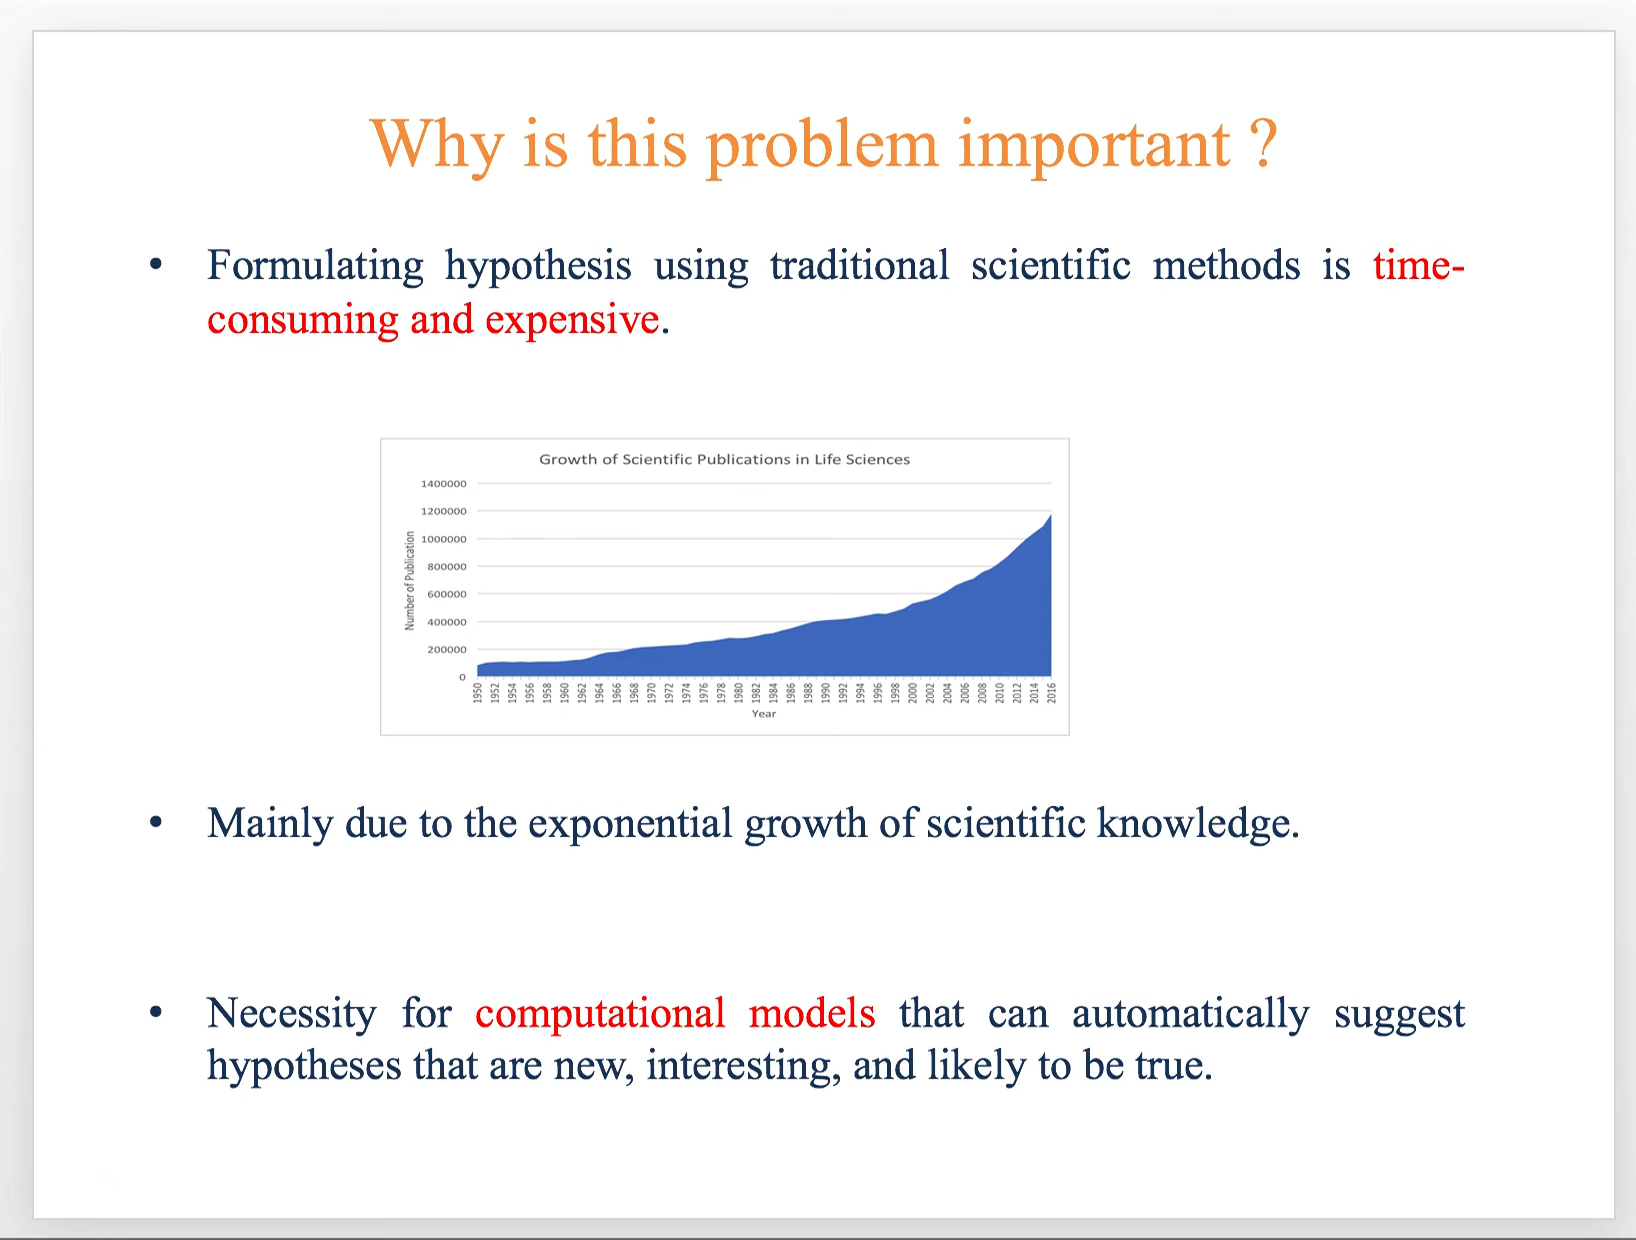 Why is this problem important ?
• Formulating hypothesis using traditional scientific methods is time-
consuming and expensive.
Growth of Scientific Publications in Life Sciences
1400000
1200000
1000000
800000
600000
400000
200000
0
Number of Publication
1950 1952 1954 1956 1958 1960 1962 1964 1966 1968 1970 1972 1974 1976 1978 1980 1982 1984 1986 1988 1990 1992 1994 1996 1998 2000 2002 2004 2006 2008 2010 2012 2014 2016
Year
• Mainly due to the exponential growth of scientific knowledge.
• Necessity for computational models that can automatically suggest
hypotheses that are new, interesting, and likely to be true.